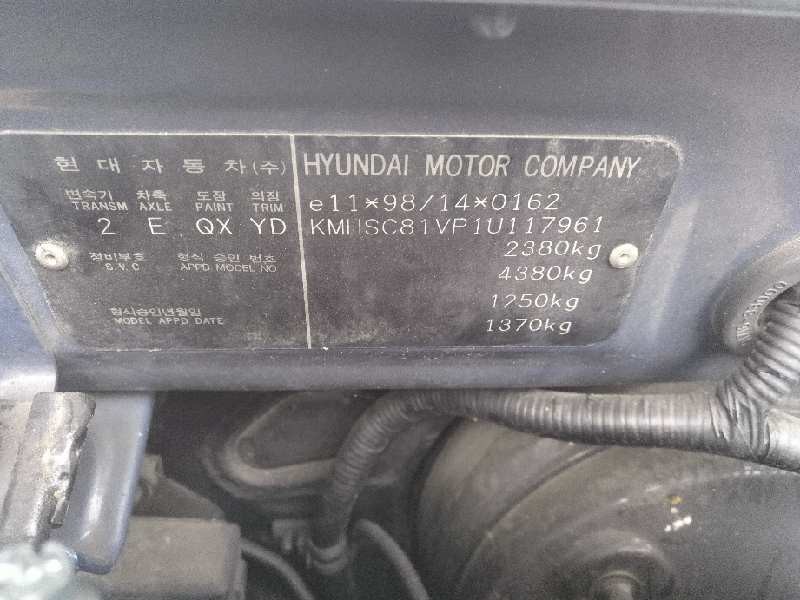 현대자동차(주) HYUNDAI MOTOR COMPANY
변속기 차축 도장 의장 e11*98/14*0162
TRANSM AXLE PAINT TRIM
2 E QX YD KMHSC81VP1U117961
정비부호 형식 승인 번호 2380kg
S.V.C APPD MODEL NO 4380kg
1250kg
형식승인년월일
MODEL APPD DATE 1370kg